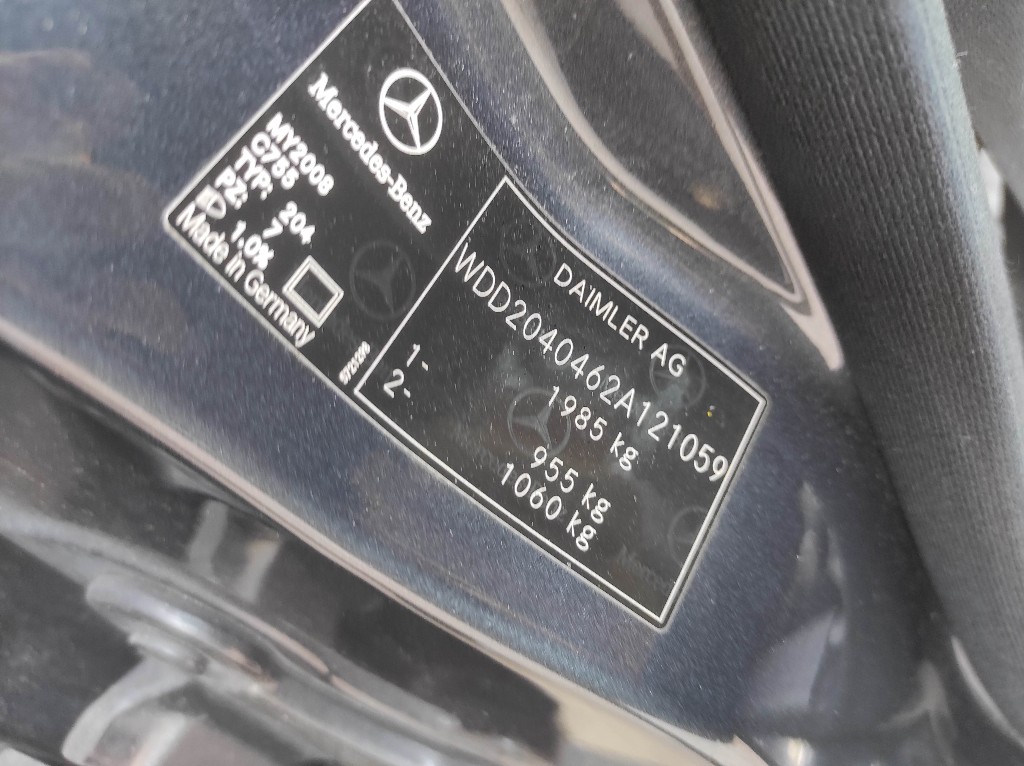 Mercedes-Benz
MY2008
C755
TYP: 204
PZ: 7
1.0%
Made in Germany
DAIMLER AG
WDD2040462A121059
1985 kg
1- 955 kg
2- 1060 kg